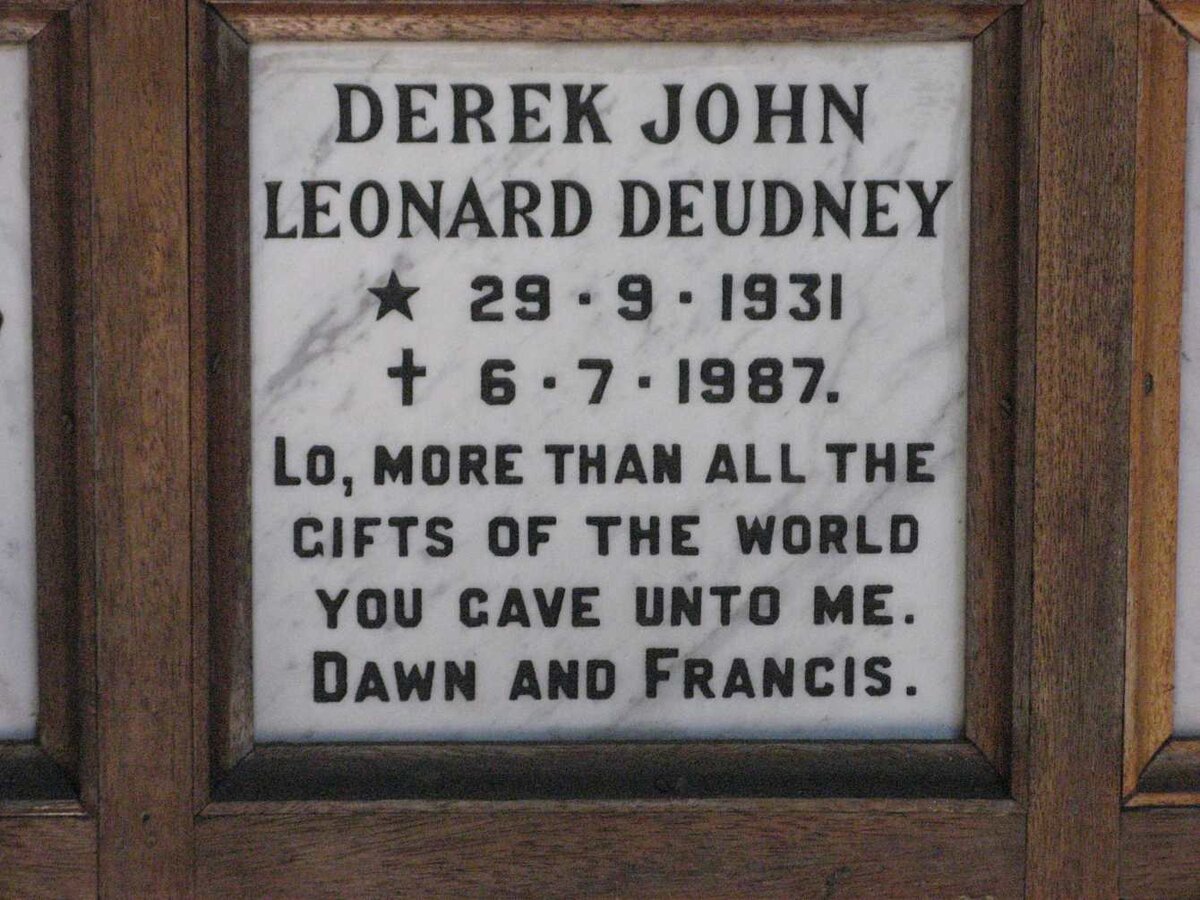 DEREK JOHN
LEONARD DEUDNEY
★ 29·9·1931
✝ 6·7·1987.
LO, MORE THAN ALL THE
GIFTS OF THE WORLD
YOU GAVE UNTO ME.
DAWN AND FRANCIS.